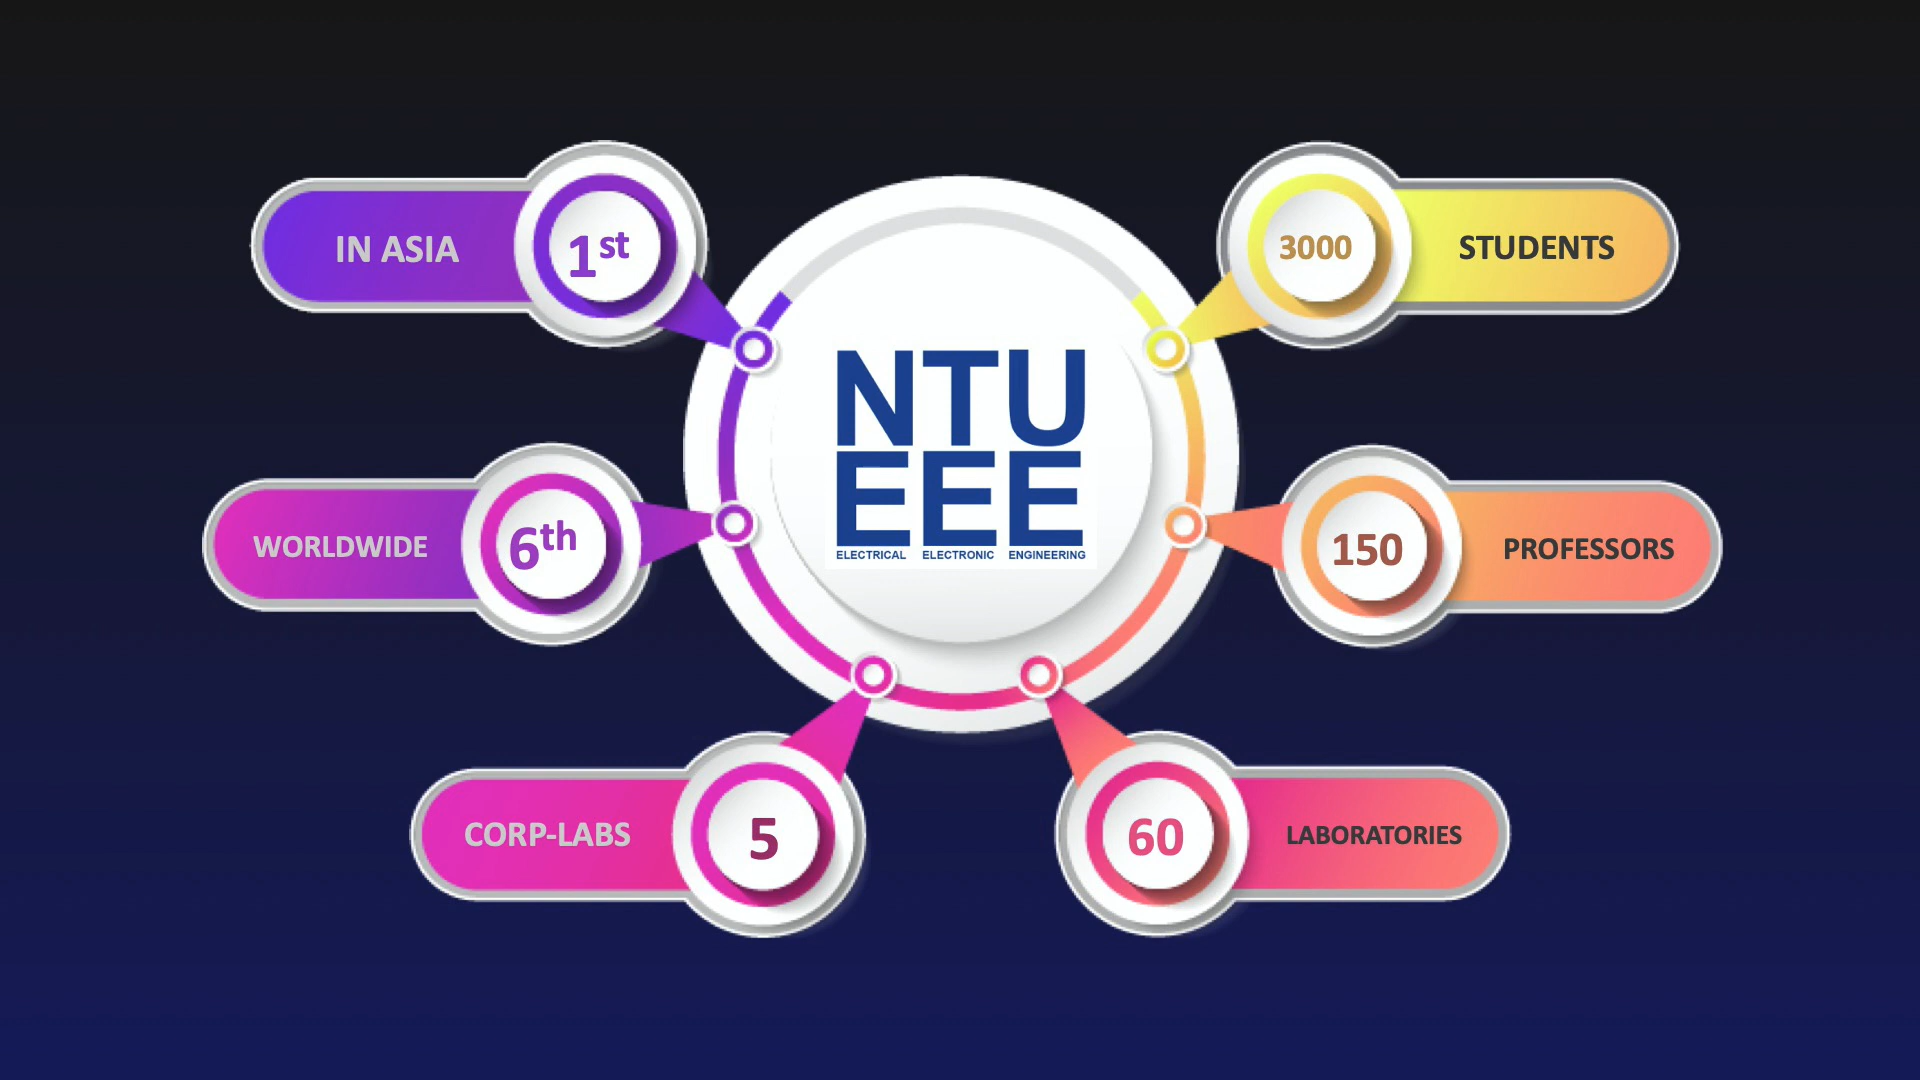 IN ASIA
1st
3000
STUDENTS
NTU
EEE
ELECTRICAL ELECTRONIC ENGINEERING
WORLDWIDE
6th
150
PROFESSORS
CORP-LABS
5
60
LABORATORIES